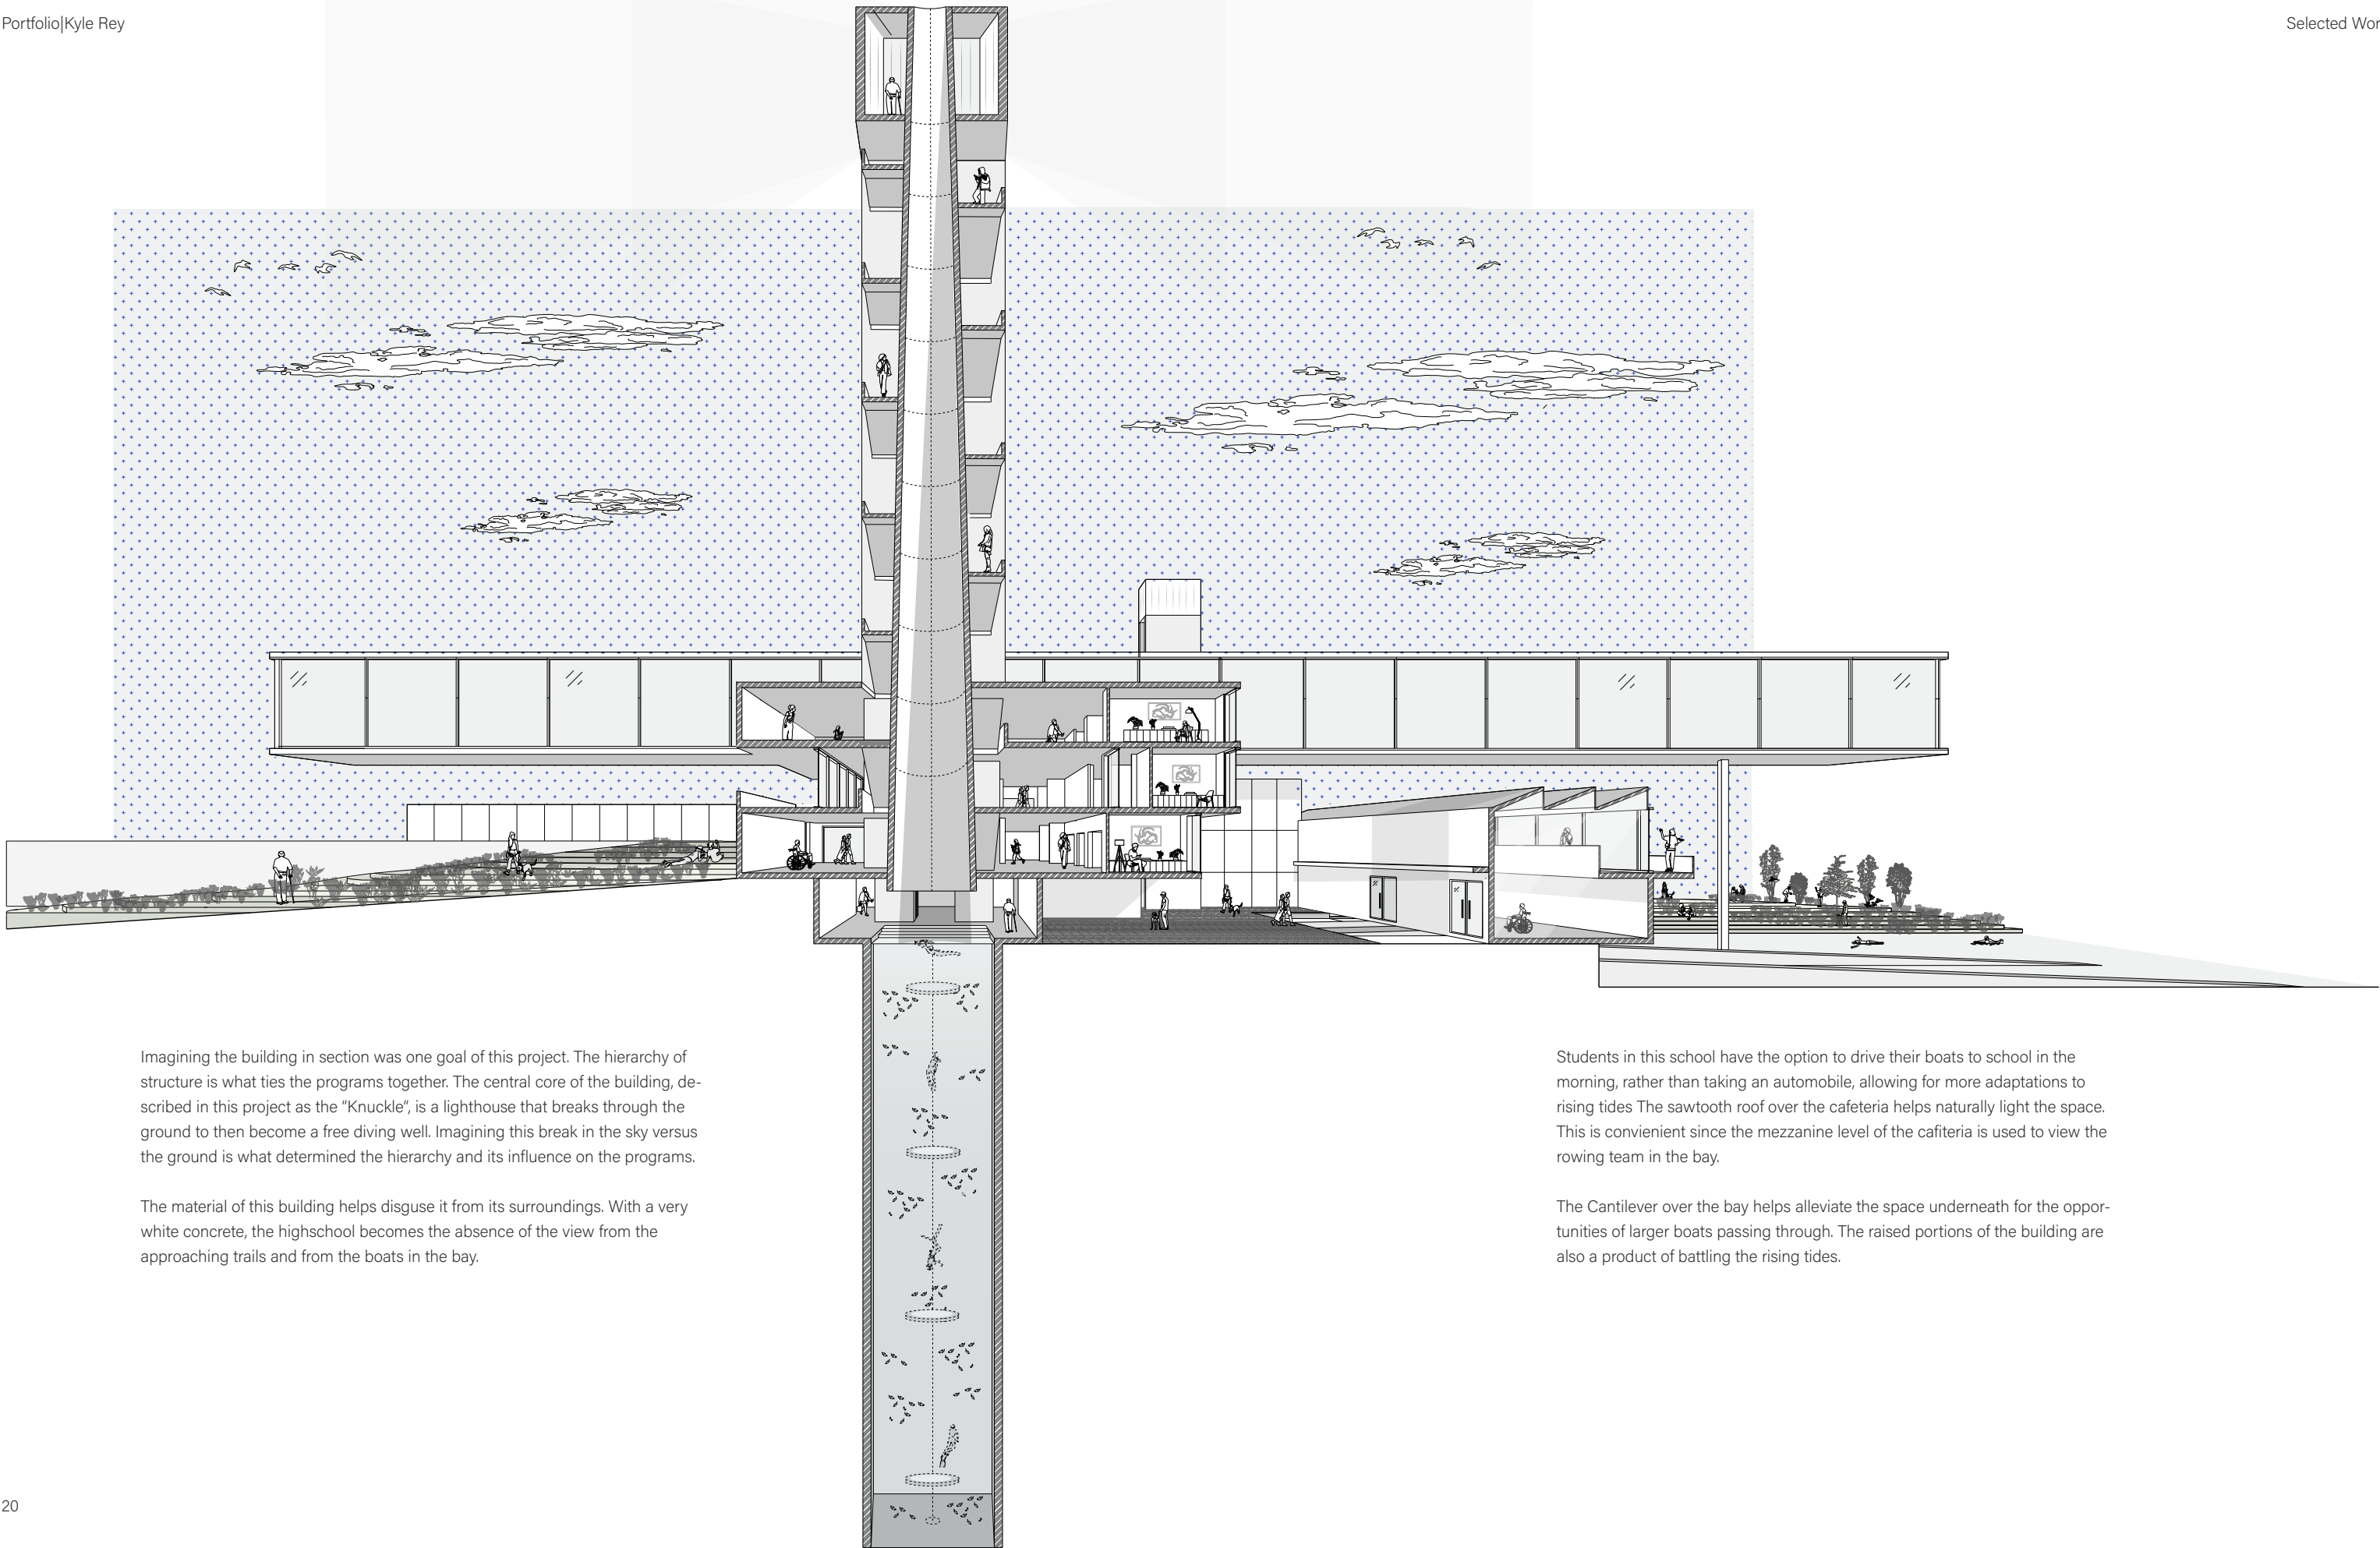 Portfolio|Kyle Rey
Selected Wor
Imagining the building in section was one goal of this project. The hierarchy of
structure is what ties the programs together. The central core of the building, de-
scribed in this project as the “Knuckle”, is a lighthouse that breaks through the
ground to then become a free diving well. Imagining this break in the sky versus
the ground is what determined the hierarchy and its influence on the programs.
The material of this building helps disguse it from its surroundings. With a very
white concrete, the highschool becomes the absence of the view from the
approaching trails and from the boats in the bay.
Students in this school have the option to drive their boats to school in the
morning, rather than taking an automobile, allowing for more adaptations to
rising tides The sawtooth roof over the cafeteria helps naturally light the space.
This is convienient since the mezzanine level of the cafiteria is used to view the
rowing team in the bay.
The Cantilever over the bay helps alleviate the space underneath for the oppor-
tunities of larger boats passing through. The raised portions of the building are
also a product of battling the rising tides.
20